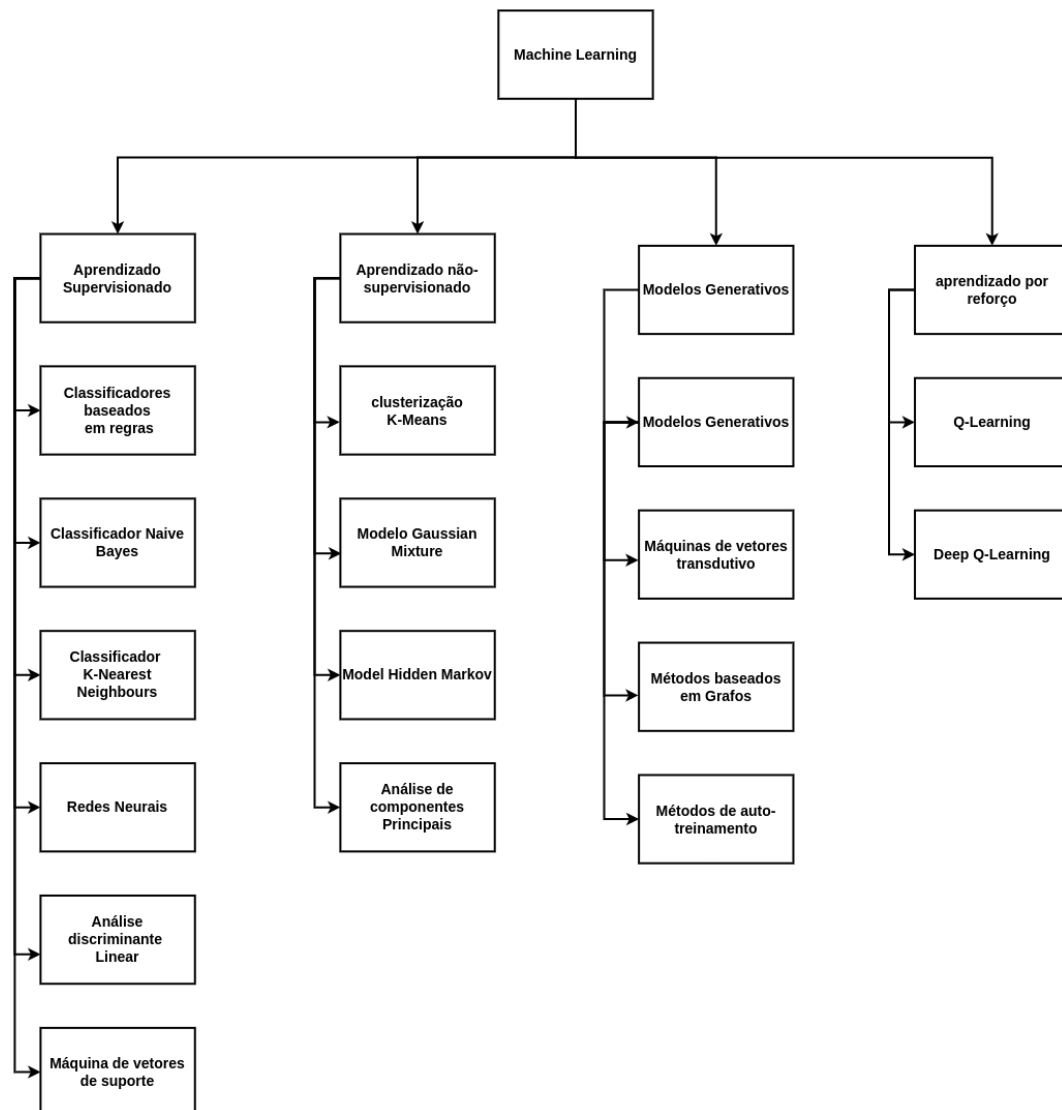 Machine Learning
Aprendizado
Supervisionado
Classificadores
baseados
em regras
Classificador Naive
Bayes
Classificador
K-Nearest
Neighbours
Redes Neurais
Análise
discriminante
Linear
Máquina de vetores
de suporte
Aprendizado não-
supervisionado
clusterização
K-Means
Modelo Gaussian
Mixture
Model Hidden Markov
Análise de
componentes
Principais
Modelos Generativos
Modelos Generativos
Máquinas de vetores
transdutivo
Métodos baseados
em Grafos
Métodos de auto-
treinamento
aprendizado por
reforço
Q-Learning
Deep Q-Learning